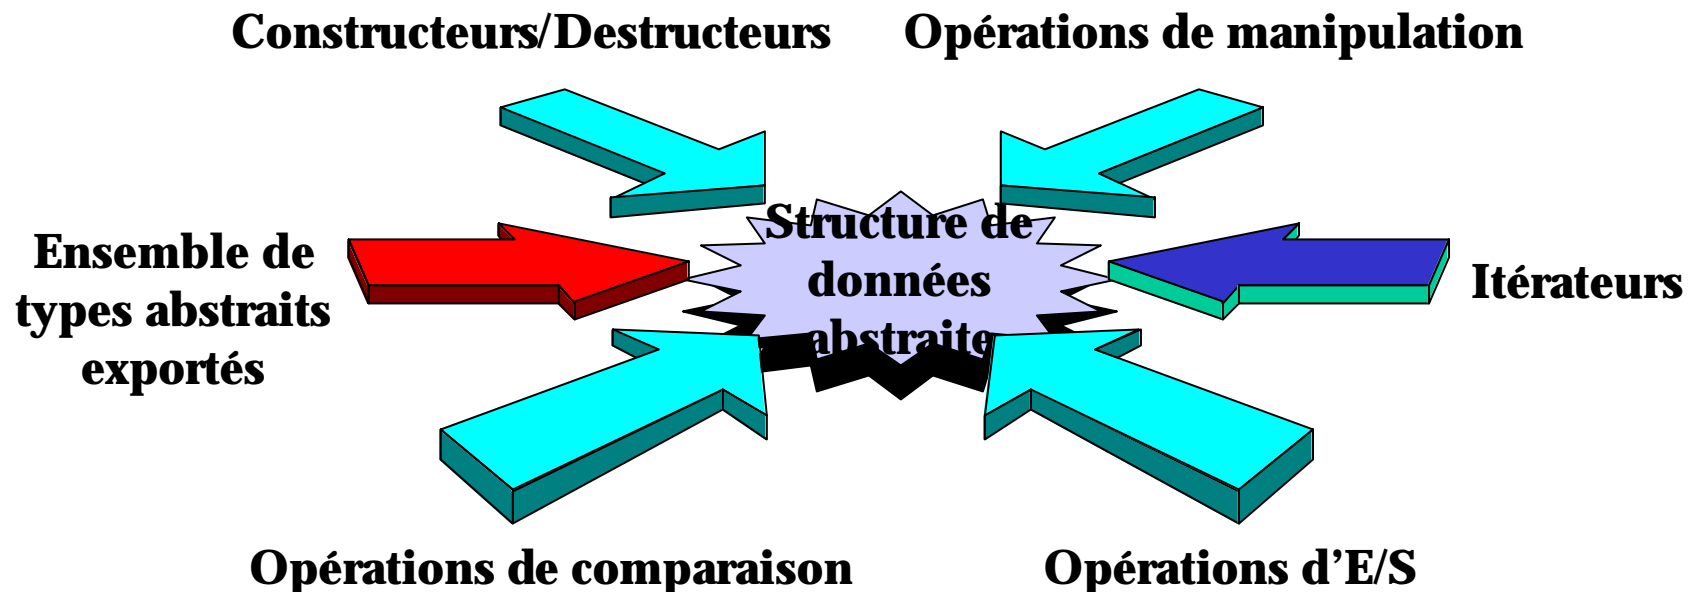 Constructeurs/Destructeurs
Opérations de manipulation
Ensemble de
types abstraits
exportés
Structure de
données
abstraite
Itérateurs
Opérations de comparaison
Opérations d’E/S